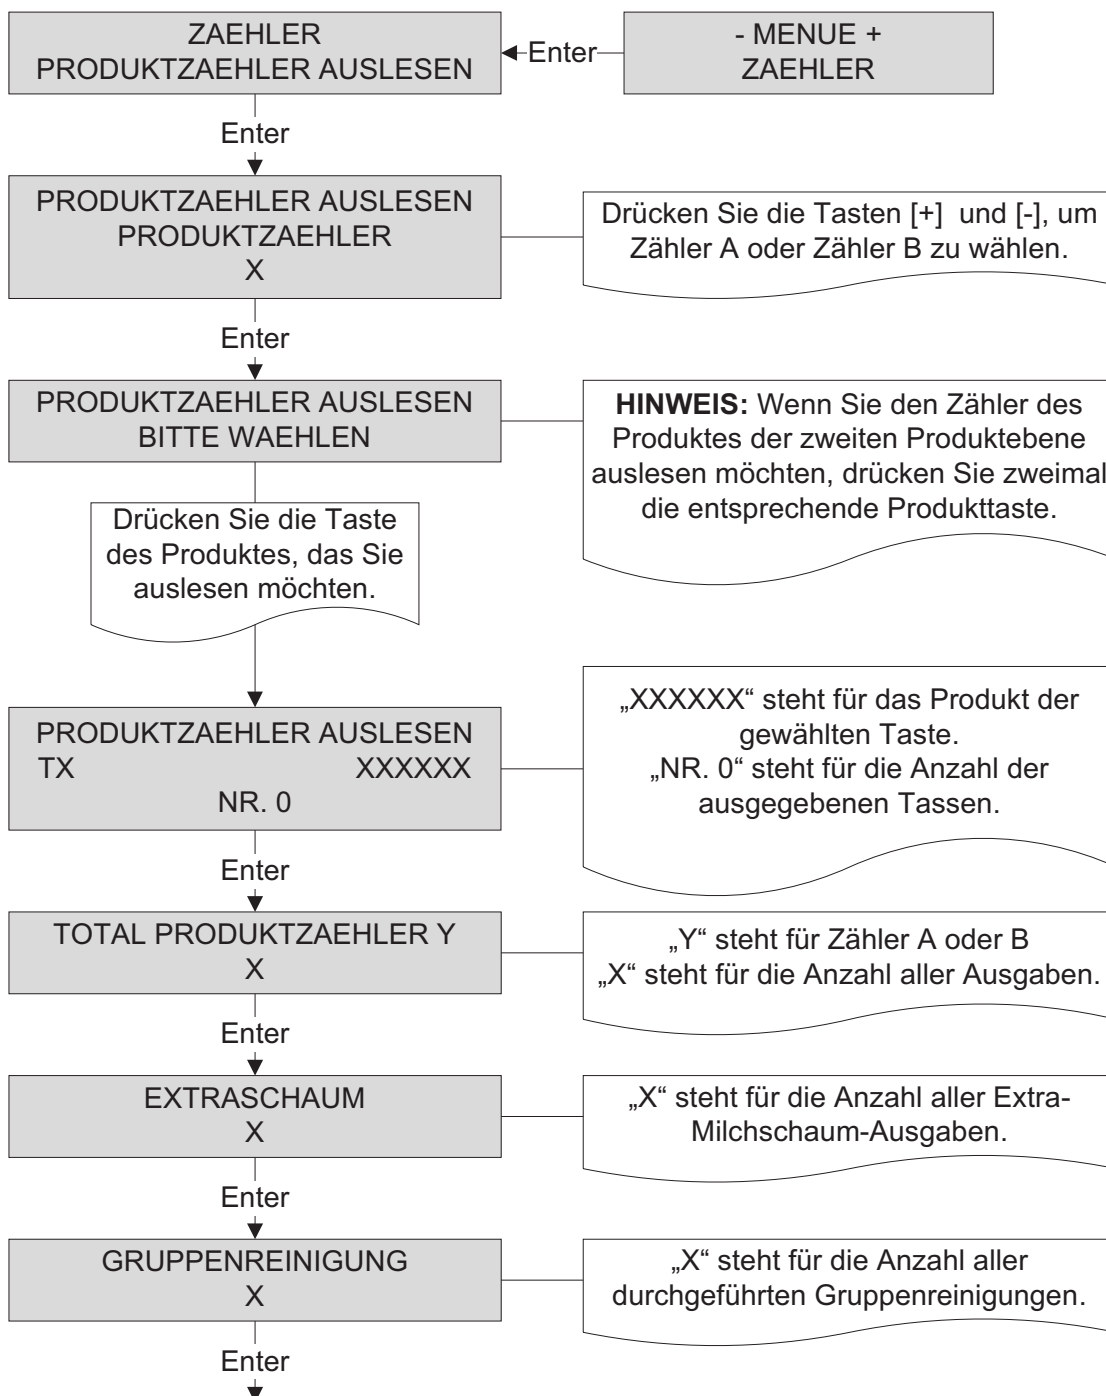 ZAEHLER
PRODUKTZAEHLER AUSLESEN
Enter
- MENUE +
ZAEHLER
Enter
PRODUKTZAEHLER AUSLESEN
PRODUKTZAEHLER
X
Drücken Sie die Tasten [+] und [-], um
Zähler A oder Zähler B zu wählen.
Enter
PRODUKTZAEHLER AUSLESEN
BITTE WAEHLEN
HINWEIS: Wenn Sie den Zähler des
Produktes der zweiten Produktebene
auslesen möchten, drücken Sie zweimal
die entsprechende Produkttaste.
Drücken Sie die Taste
des Produktes, das Sie
auslesen möchten.
PRODUKTZAEHLER AUSLESEN
TX XXXXXX
NR. 0
„XXXXXX“ steht für das Produkt der
gewählten Taste.
„NR. 0“ steht für die Anzahl der
ausgegebenen Tassen.
Enter
TOTAL PRODUKTZAEHLER Y
X
„Y“ steht für Zähler A oder B
„X“ steht für die Anzahl aller Ausgaben.
Enter
EXTRASCHAUM
X
„X“ steht für die Anzahl aller Extra-
Milchschaum-Ausgaben.
Enter
GRUPPENREINIGUNG
X
„X“ steht für die Anzahl aller
durchgeführten Gruppenreinigungen.
Enter